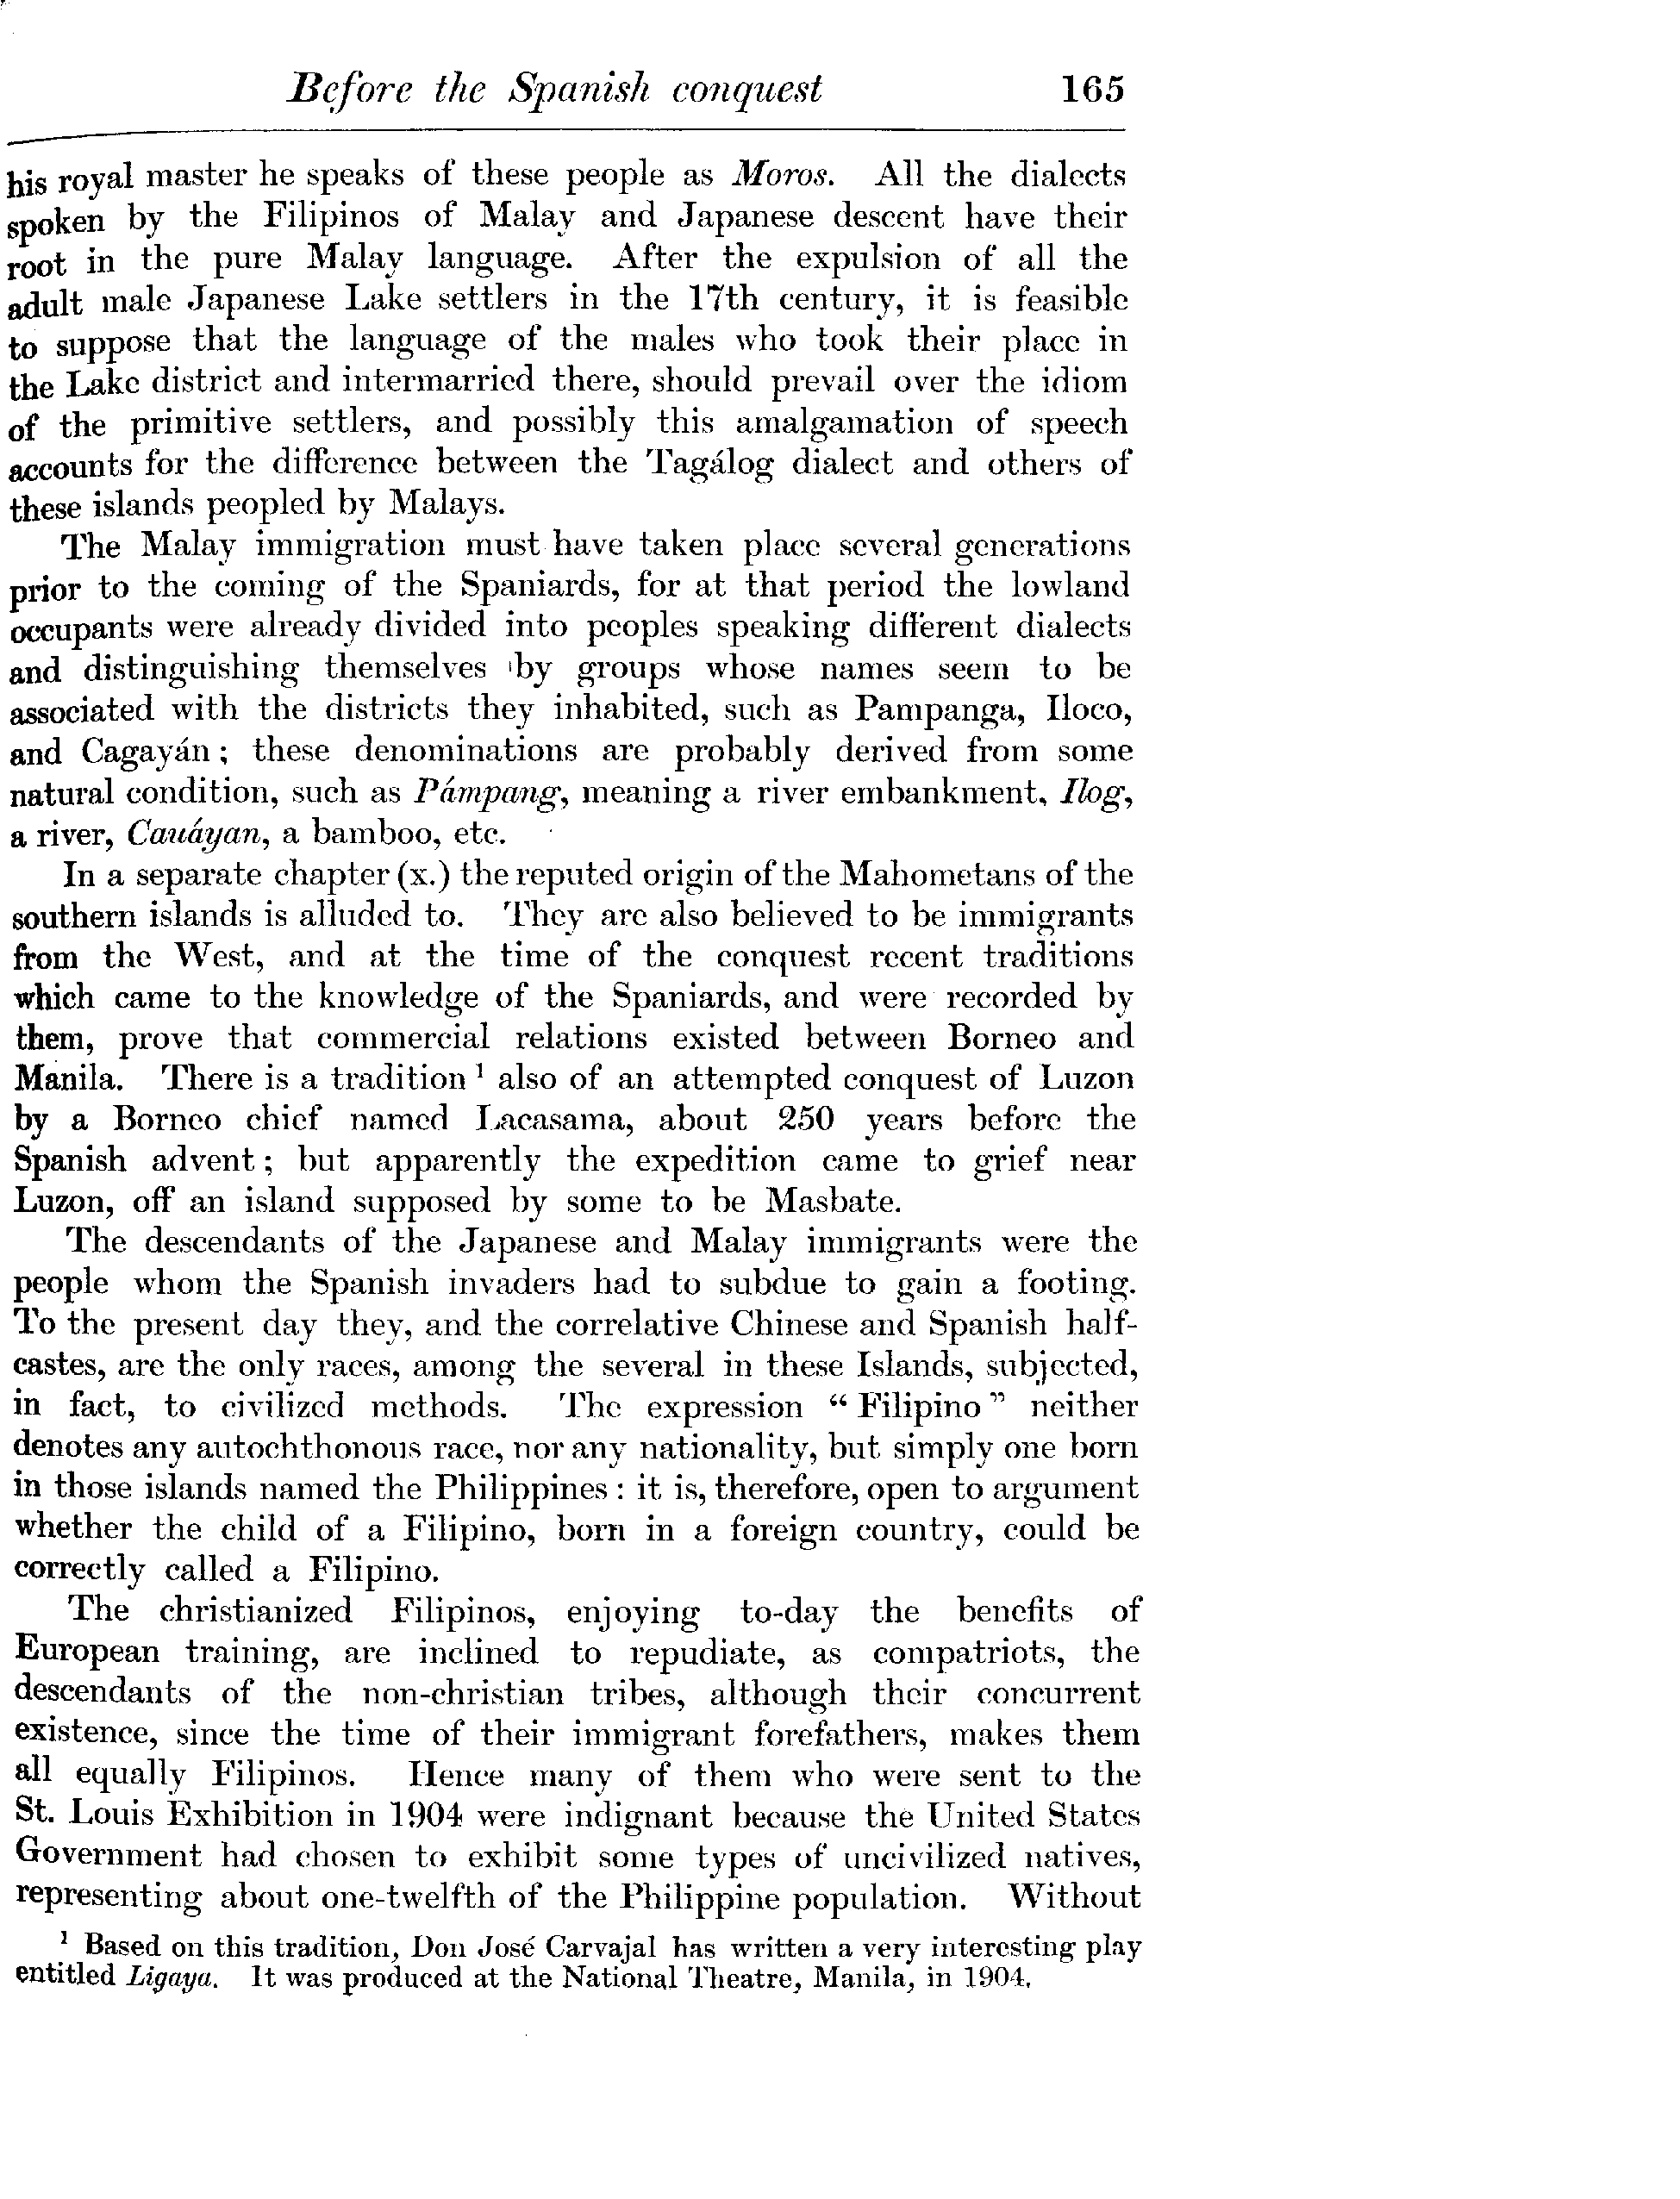 Before the Spanish conquest 165
his royal master he speaks of these people as Moros. All the dialects
spoken by the Filipinos of Malay and Japanese descent have their
root in the pure Malay language. After the expulsion of all the
adult male Japanese Lake settlers in the 17th century, it is feasible
to suppose that the language of the males who took their place in
the Lake district and intermarried there, should prevail over the idiom
of the primitive settlers, and possibly this amalgamation of speech
accounts for the difference between the Tagálog dialect and others of
these islands peopled by Malays.
The Malay immigration must have taken place several generations
prior to the coming of the Spaniards, for at that period the lowland
occupants were already divided into peoples speaking different dialects
and distinguishing themselves by groups whose names seem to be
associated with the districts they inhabited, such as Pampanga, Iloco,
and Cagayán; these denominations are probably derived from some
natural condition, such as Pámpang, meaning a river embankment, Ilog,
a river, Cauáyan, a bamboo, etc.
In a separate chapter (x.) the reputed origin of the Mahometans of the
southern islands is alluded to. They are also believed to be immigrants
from the West, and at the time of the conquest recent traditions
which came to the knowledge of the Spaniards, and were recorded by
them, prove that commercial relations existed between Borneo and
Manila. There is a tradition ¹ also of an attempted conquest of Luzon
by a Borneo chief named Lacasama, about 250 years before the
Spanish advent; but apparently the expedition came to grief near
Luzon, off an island supposed by some to be Masbate.
The descendants of the Japanese and Malay immigrants were the
people whom the Spanish invaders had to subdue to gain a footing.
To the present day they, and the correlative Chinese and Spanish half-
castes, are the only races, among the several in these Islands, subjected,
in fact, to civilized methods. The expression “Filipino” neither
denotes any autochthonous race, nor any nationality, but simply one born
in those islands named the Philippines : it is, therefore, open to argument
whether the child of a Filipino, born in a foreign country, could be
correctly called a Filipino.
The christianized Filipinos, enjoying to-day the benefits of
European training, are inclined to repudiate, as compatriots, the
descendants of the non-christian tribes, although their concurrent
existence, since the time of their immigrant forefathers, makes them
all equally Filipinos. Hence many of them who were sent to the
St. Louis Exhibition in 1904 were indignant because the United States
Government had chosen to exhibit some types of uncivilized natives,
representing about one-twelfth of the Philippine population. Without
¹ Based on this tradition, Don José Carvajal has written a very interesting play
entitled Ligaya. It was produced at the National Theatre, Manila, in 1904.